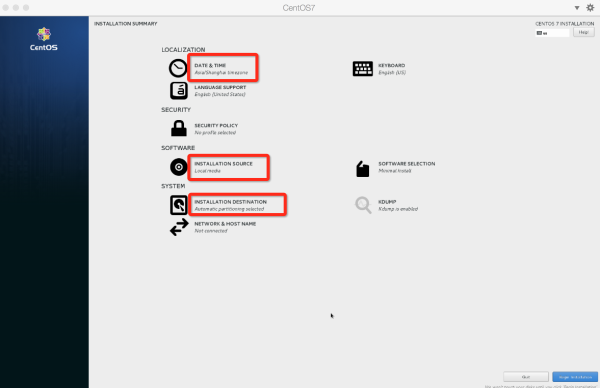 CentOS7
INSTALLATION SUMMARY
CENTOS 7 INSTALLATION
us
Help!
CentOS
LOCALIZATION
DATE & TIME
Asia/Shanghai timezone
KEYBOARD
English (US)
LANGUAGE SUPPORT
English (United States)
SECURITY
SECURITY POLICY
No profile selected
SOFTWARE
INSTALLATION SOURCE
Local media
SOFTWARE SELECTION
Minimal Install
SYSTEM
INSTALLATION DESTINATION
Automatic partitioning selected
KDUMP
Kdump is enabled
NETWORK & HOST NAME
Not connected
Quit
Begin Installation